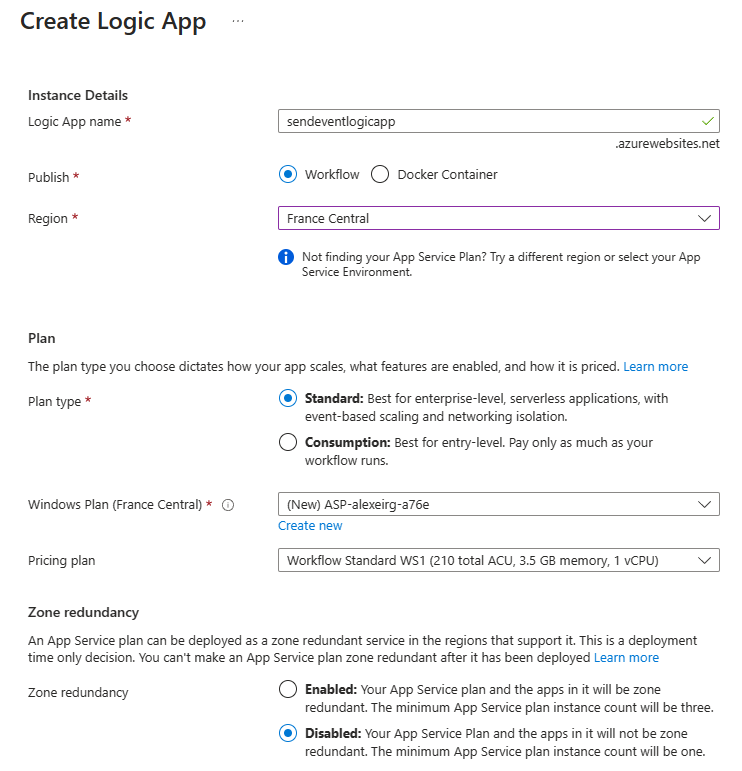 Create Logic App ...
Instance Details
Logic App name *
sendeventlogicapp
.azurewebsites.net
Publish *
Workflow
Docker Container
Region *
France Central
Not finding your App Service Plan? Try a different region or select your App
Service Environment.
Plan
The plan type you choose dictates how your app scales, what features are enabled, and how it is priced. Learn more
Plan type *
Standard: Best for enterprise-level, serverless applications, with
event-based scaling and networking isolation.
Consumption: Best for entry-level. Pay only as much as your
workflow runs.
Windows Plan (France Central) *
(New) ASP-alexeirg-a76e
Create new
Pricing plan
Workflow Standard WS1 (210 total ACU, 3.5 GB memory, 1 vCPU)
Zone redundancy
An App Service plan can be deployed as a zone redundant service in the regions that support it. This is a deployment
time only decision. You can't make an App Service plan zone redundant after it has been deployed Learn more
Zone redundancy
Enabled: Your App Service plan and the apps in it will be zone
redundant. The minimum App Service plan instance count will be three.
Disabled: Your App Service Plan and the apps in it will not be zone
redundant. The minimum App Service plan instance count will be one.